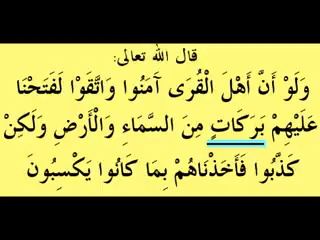 قال الله تعالى:
وَلَوْ أَنَّ أَهْلَ الْقُرَى آمَنُوا وَاتَّقَوْا لَفَتَحْنَا
عَلَيْهِمْ بَرَكَاتٍ مِنَ السَّمَاءِ وَالْأَرْضِ وَلَكِنْ
كَذَّبُوا فَأَخَذْنَاهُمْ بِمَا كَانُوا يَكْسِبُونَ